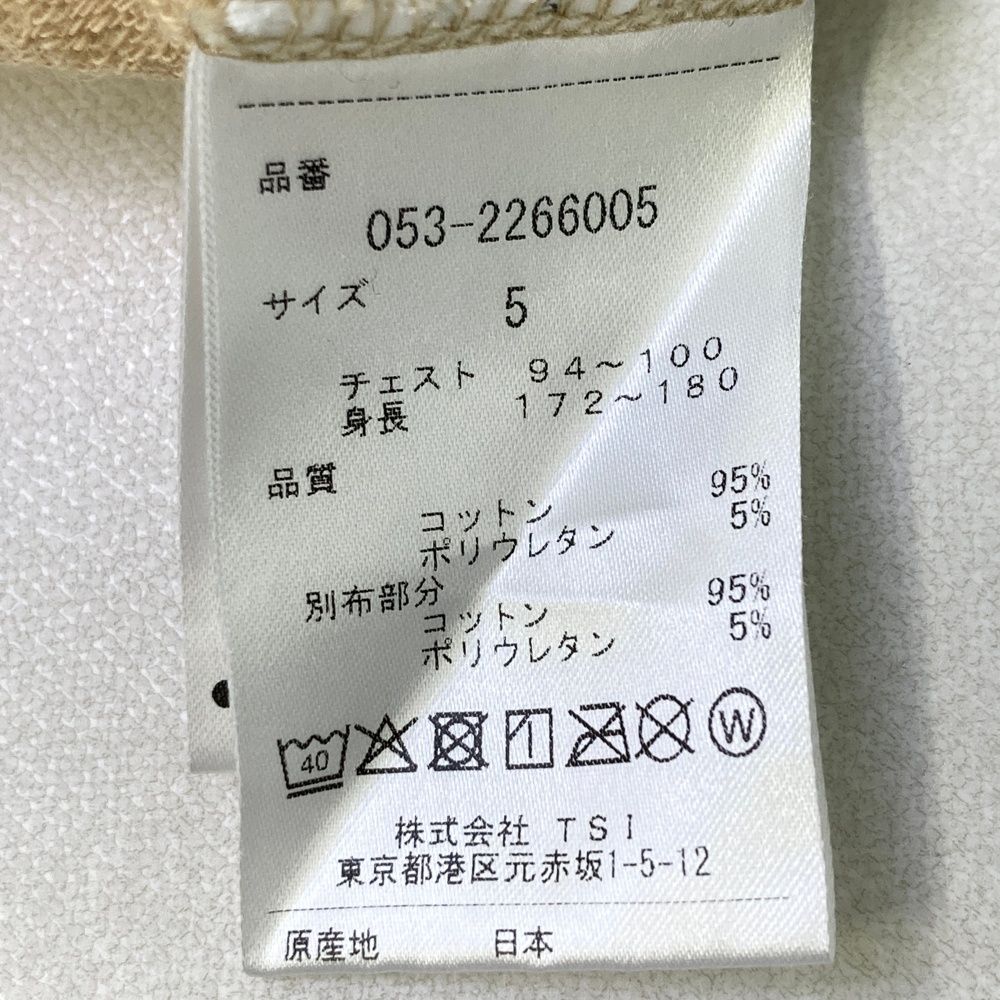 品番
053-2266005
サイズ 5
チェスト 94~100
身長 172~180
品質
コットン 95%
ポリウレタン 5%
別布部分
コットン 95%
ポリウレタン 5%
40 W
株式会社 TSI
東京都港区元赤坂1-5-12
原産地 日本